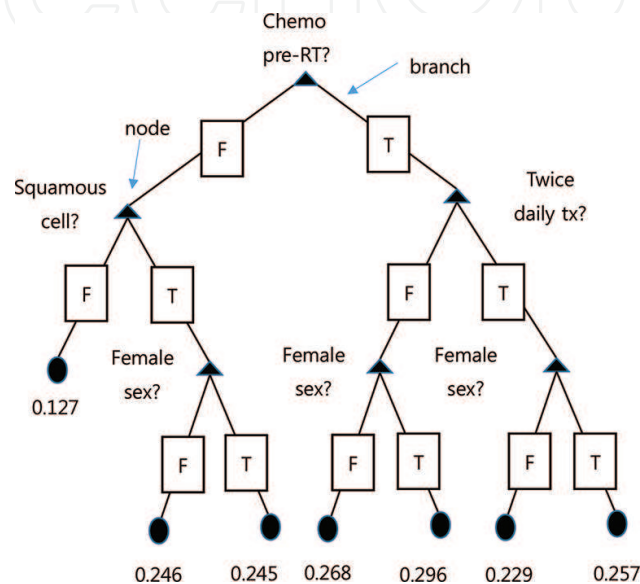 Chemo
pre-RT?
branch
node
F
T
Squamous
cell?
Twice
daily tx?
F
T
F
T
Female
sex?
Female
sex?
Female
sex?
0.127
F
T
F
T
F
T
0.246
0.245
0.268
0.296
0.229
0.257